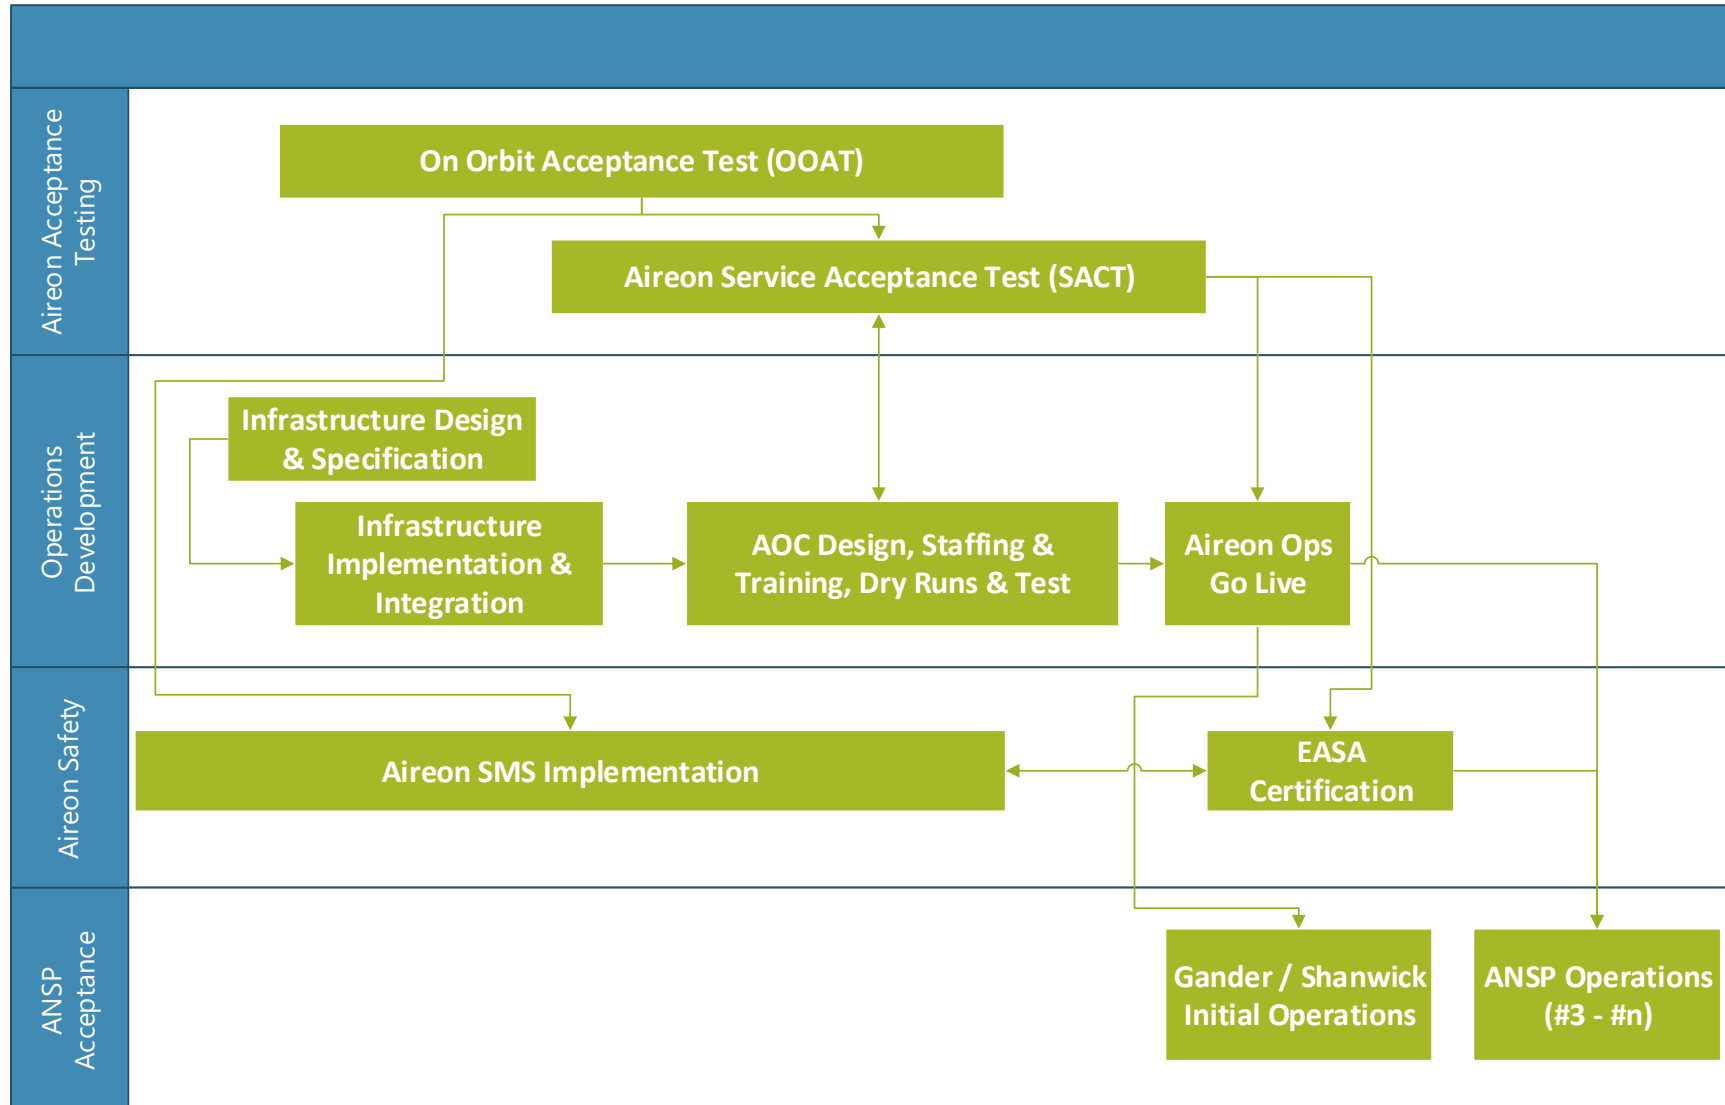 Aireon Acceptance
Testing
On Orbit Acceptance Test (OOAT)
Aireon Service Acceptance Test (SACT)
Operations
Development
Infrastructure Design
& Specification
Infrastructure
Implementation &
Integration
AOC Design, Staffing &
Training, Dry Runs & Test
Aireon Ops
Go Live
Aireon Safety
Aireon SMS Implementation
EASA
Certification
ANSP
Acceptance
Gander / Shanwick
Initial Operations
ANSP Operations
(#3 - #n)